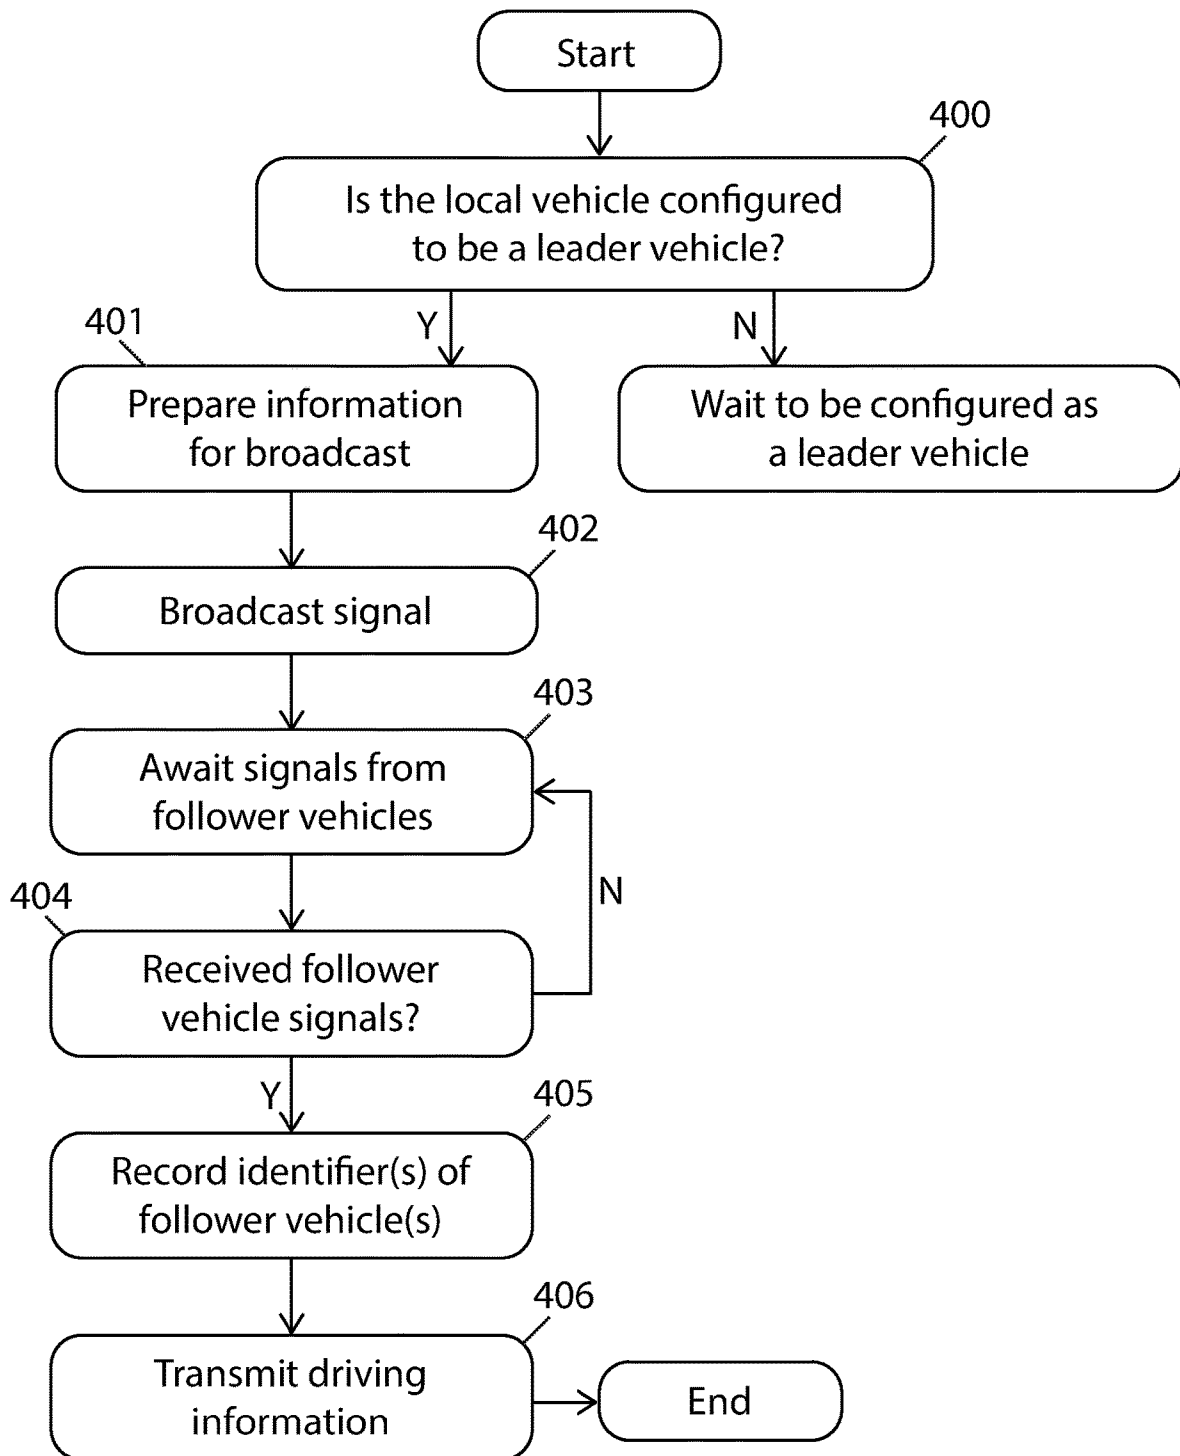 Start
400
Is the local vehicle configured
to be a leader vehicle?
401
Y
N
Prepare information
for broadcast
Wait to be configured as
a leader vehicle
402
Broadcast signal
403
Await signals from
follower vehicles
N
404
Received follower
vehicle signals?
Y
405
Record identifier(s) of
follower vehicle(s)
406
Transmit driving
information
End